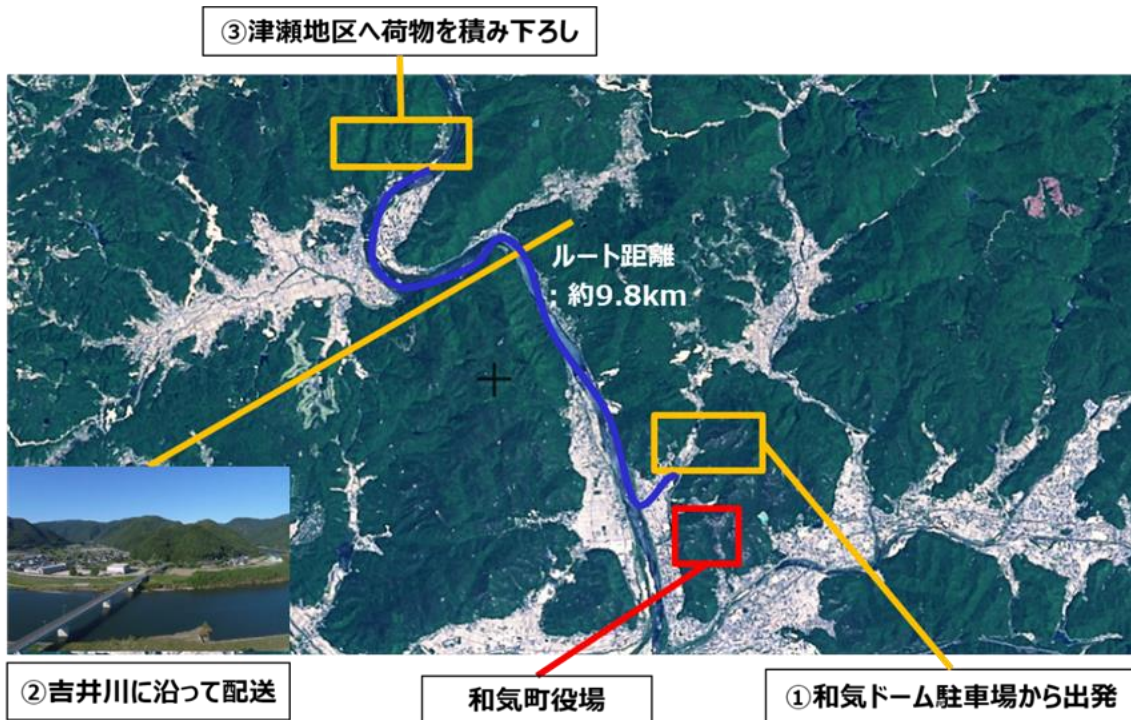 ③津瀬地区へ荷物を積み下ろし
ルート距離
：約9.8km
②吉井川に沿って配送
和気町役場
①和気ドーム駐車場から出発